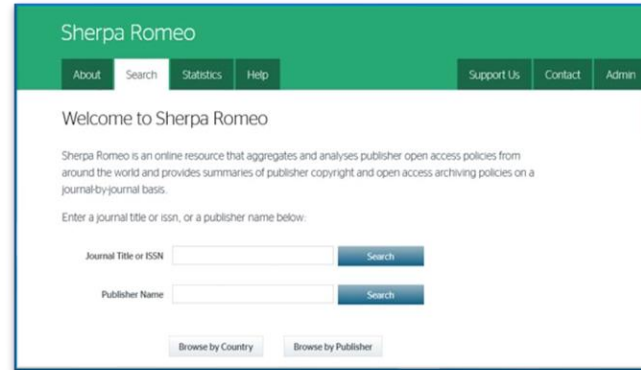 Sherpa Romeo
About Search Statistics Help Support Us Contact Admin
Welcome to Sherpa Romeo
Sherpa Romeo is an online resource that aggregates and analyses publisher open access policies from
around the world and provides summaries of publisher copyright and open access archiving policies on a
journal-by-journal basis.
Enter a journal title or issn, or a publisher name below:
Journal Title or ISSN Search
Publisher Name Search
Browse by Country Browse by Publisher